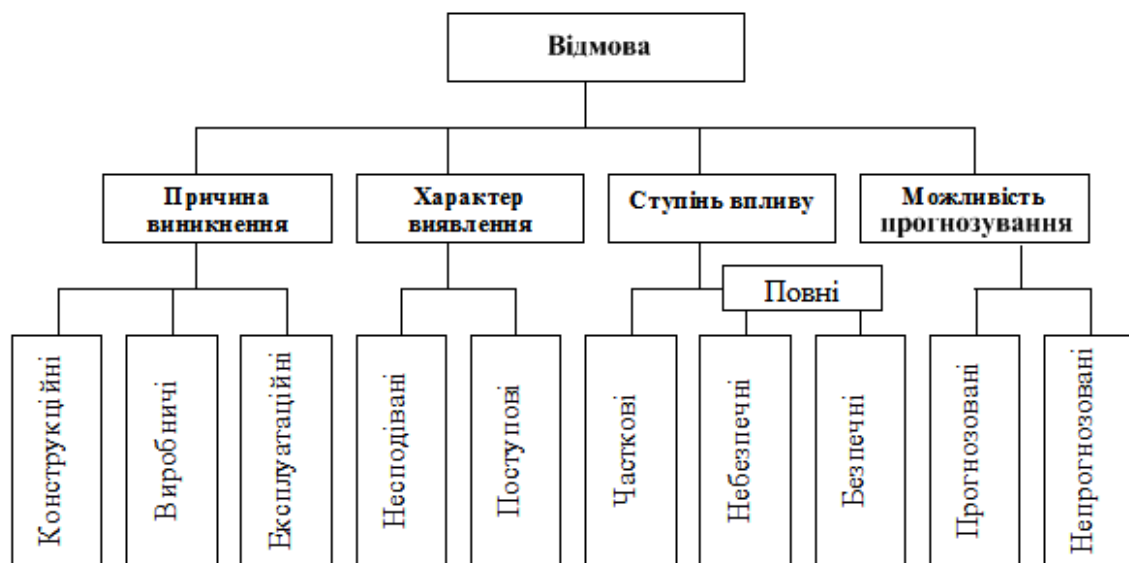 Відмова
Причина
виникнення
Характер
виявлення
Ступінь впливу
Можливість
прогнозування
Повні
Конструкційні
Виробничі
Експлуатаційні
Несподівані
Поступові
Часткові
Небезпечні
Безпечні
Прогнозовані
Непрогнозовані